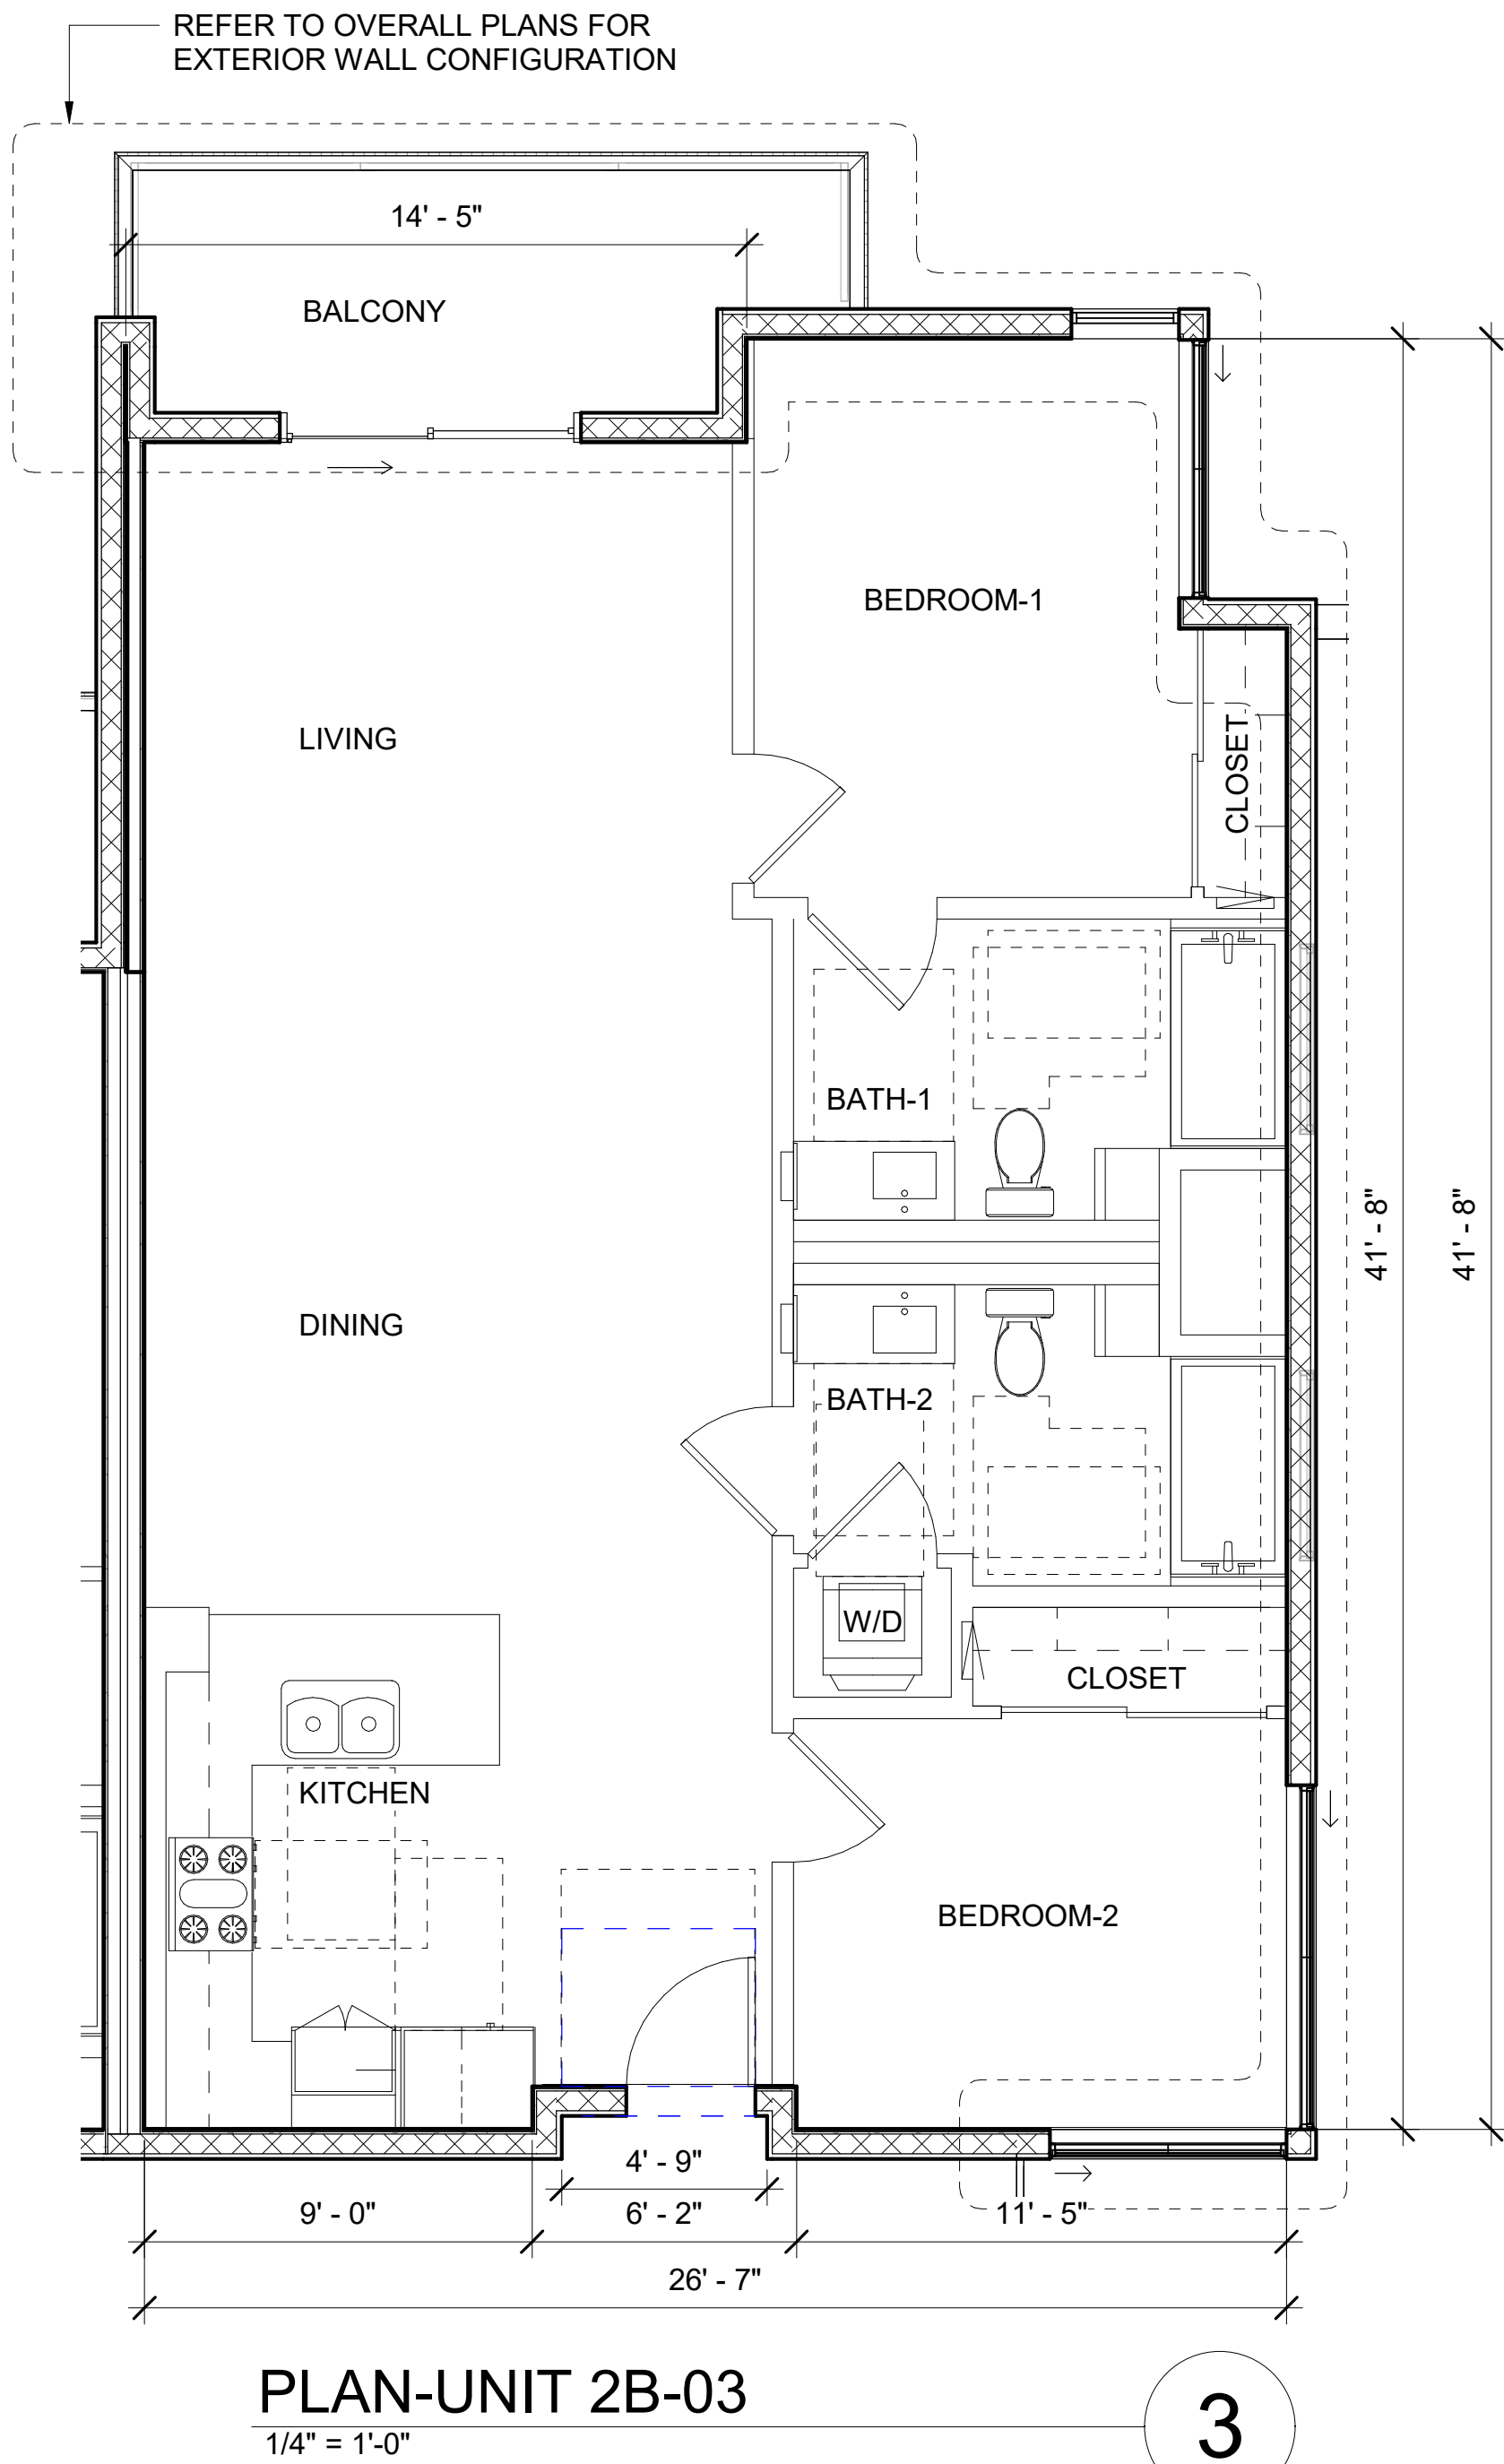 REFER TO OVERALL PLANS FOR
EXTERIOR WALL CONFIGURATION
14' - 5"
BALCONY
BEDROOM-1
LIVING
CLOSET
BATH-1
41' - 8"
41' - 8"
DINING
BATH-2
W/D
CLOSET
KITCHEN
BEDROOM-2
4' - 9"
9' - 0"
6' - 2"
11' - 5"
26' - 7"
PLAN-UNIT 2B-03
1/4" = 1'-0"
3